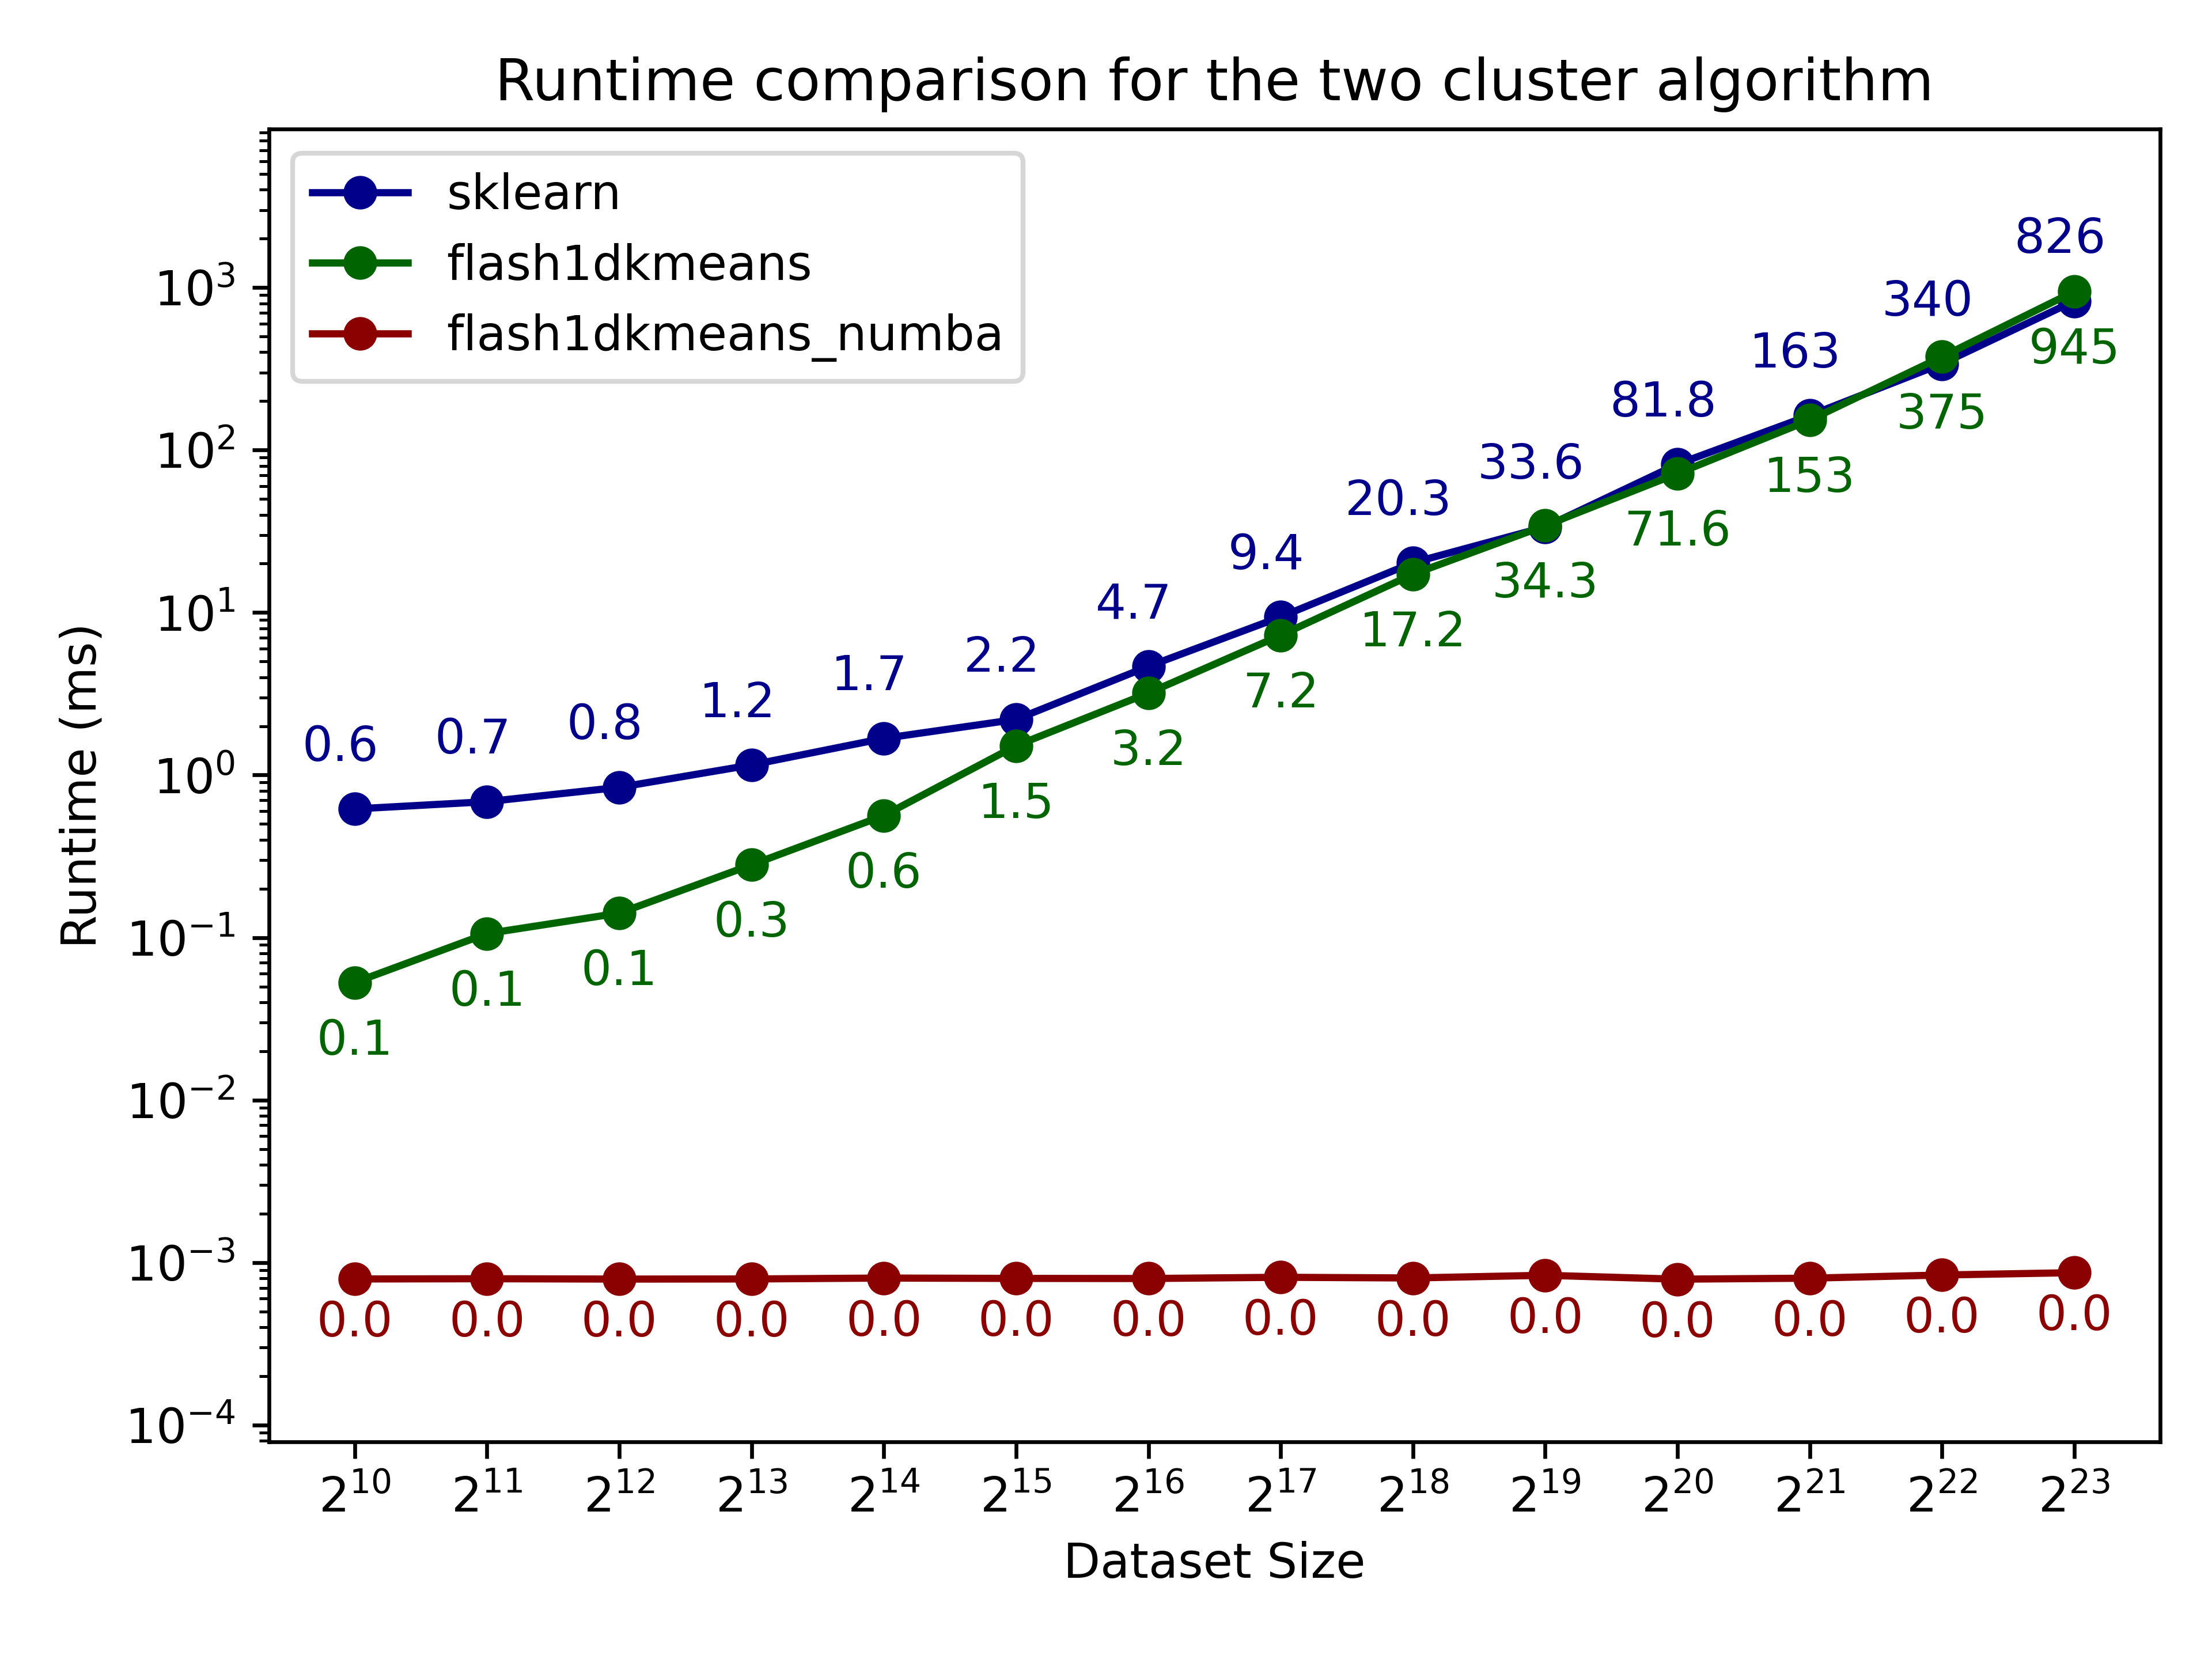 Runtime comparison for the two cluster algorithm
sklearn
flash1dkmeans
flash1dkmeans_numba
Runtime (ms)
10³
10²
10¹
10⁰
10⁻¹
10⁻²
10⁻³
10⁻⁴
0.6 0.7 0.8 1.2 1.7 2.2 4.7 9.4 20.3 33.6 81.8 163 340 826
0.1 0.1 0.1 0.3 0.6 1.5 3.2 7.2 17.2 34.3 71.6 153 375 945
0.0 0.0 0.0 0.0 0.0 0.0 0.0 0.0 0.0 0.0 0.0 0.0 0.0 0.0
2¹⁰ 2¹¹ 2¹² 2¹³ 2¹⁴ 2¹⁵ 2¹⁶ 2¹⁷ 2¹⁸ 2¹⁹ 2²⁰ 2²¹ 2²² 2²³
Dataset Size